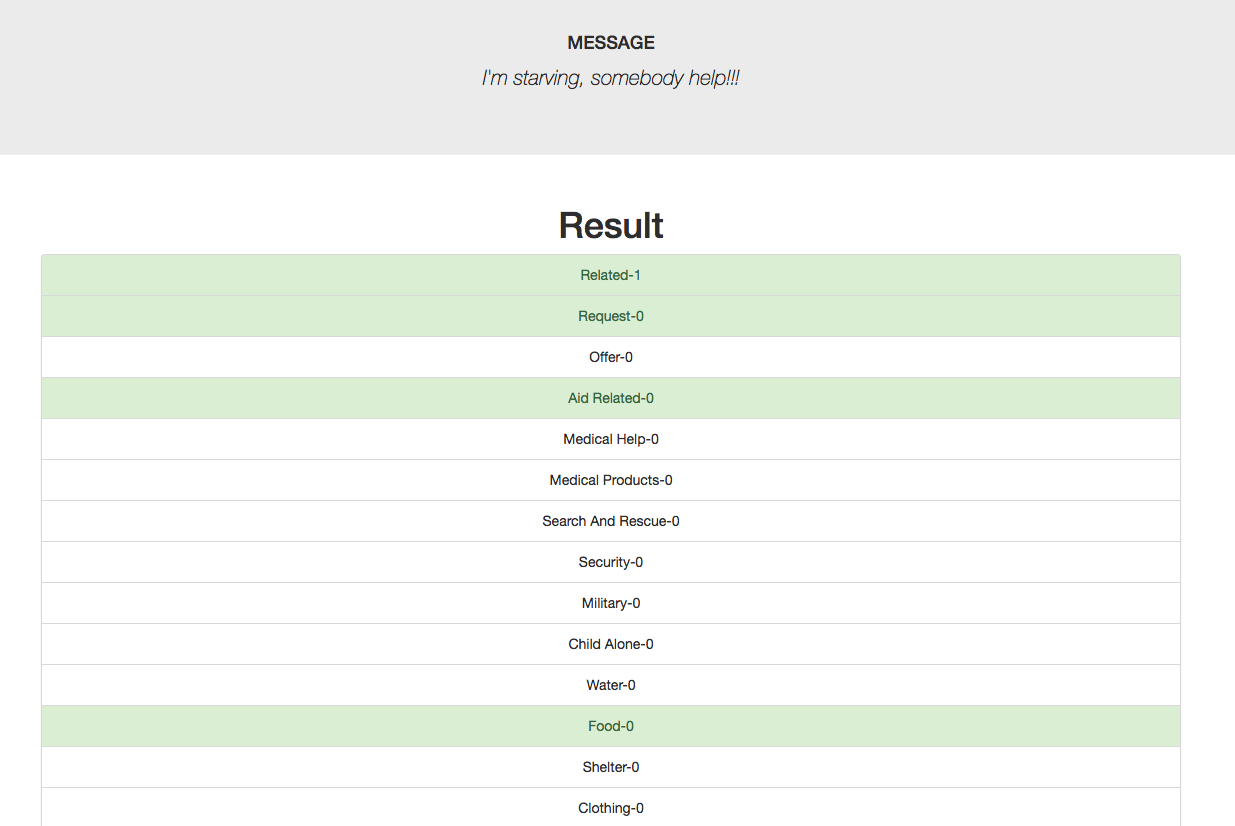 MESSAGE
I'm starving, somebody help!!!
Result
Related-1
Request-0
Offer-0
Aid Related-0
Medical Help-0
Medical Products-0
Search And Rescue-0
Security-0
Military-0
Child Alone-0
Water-0
Food-0
Shelter-0
Clothing-0